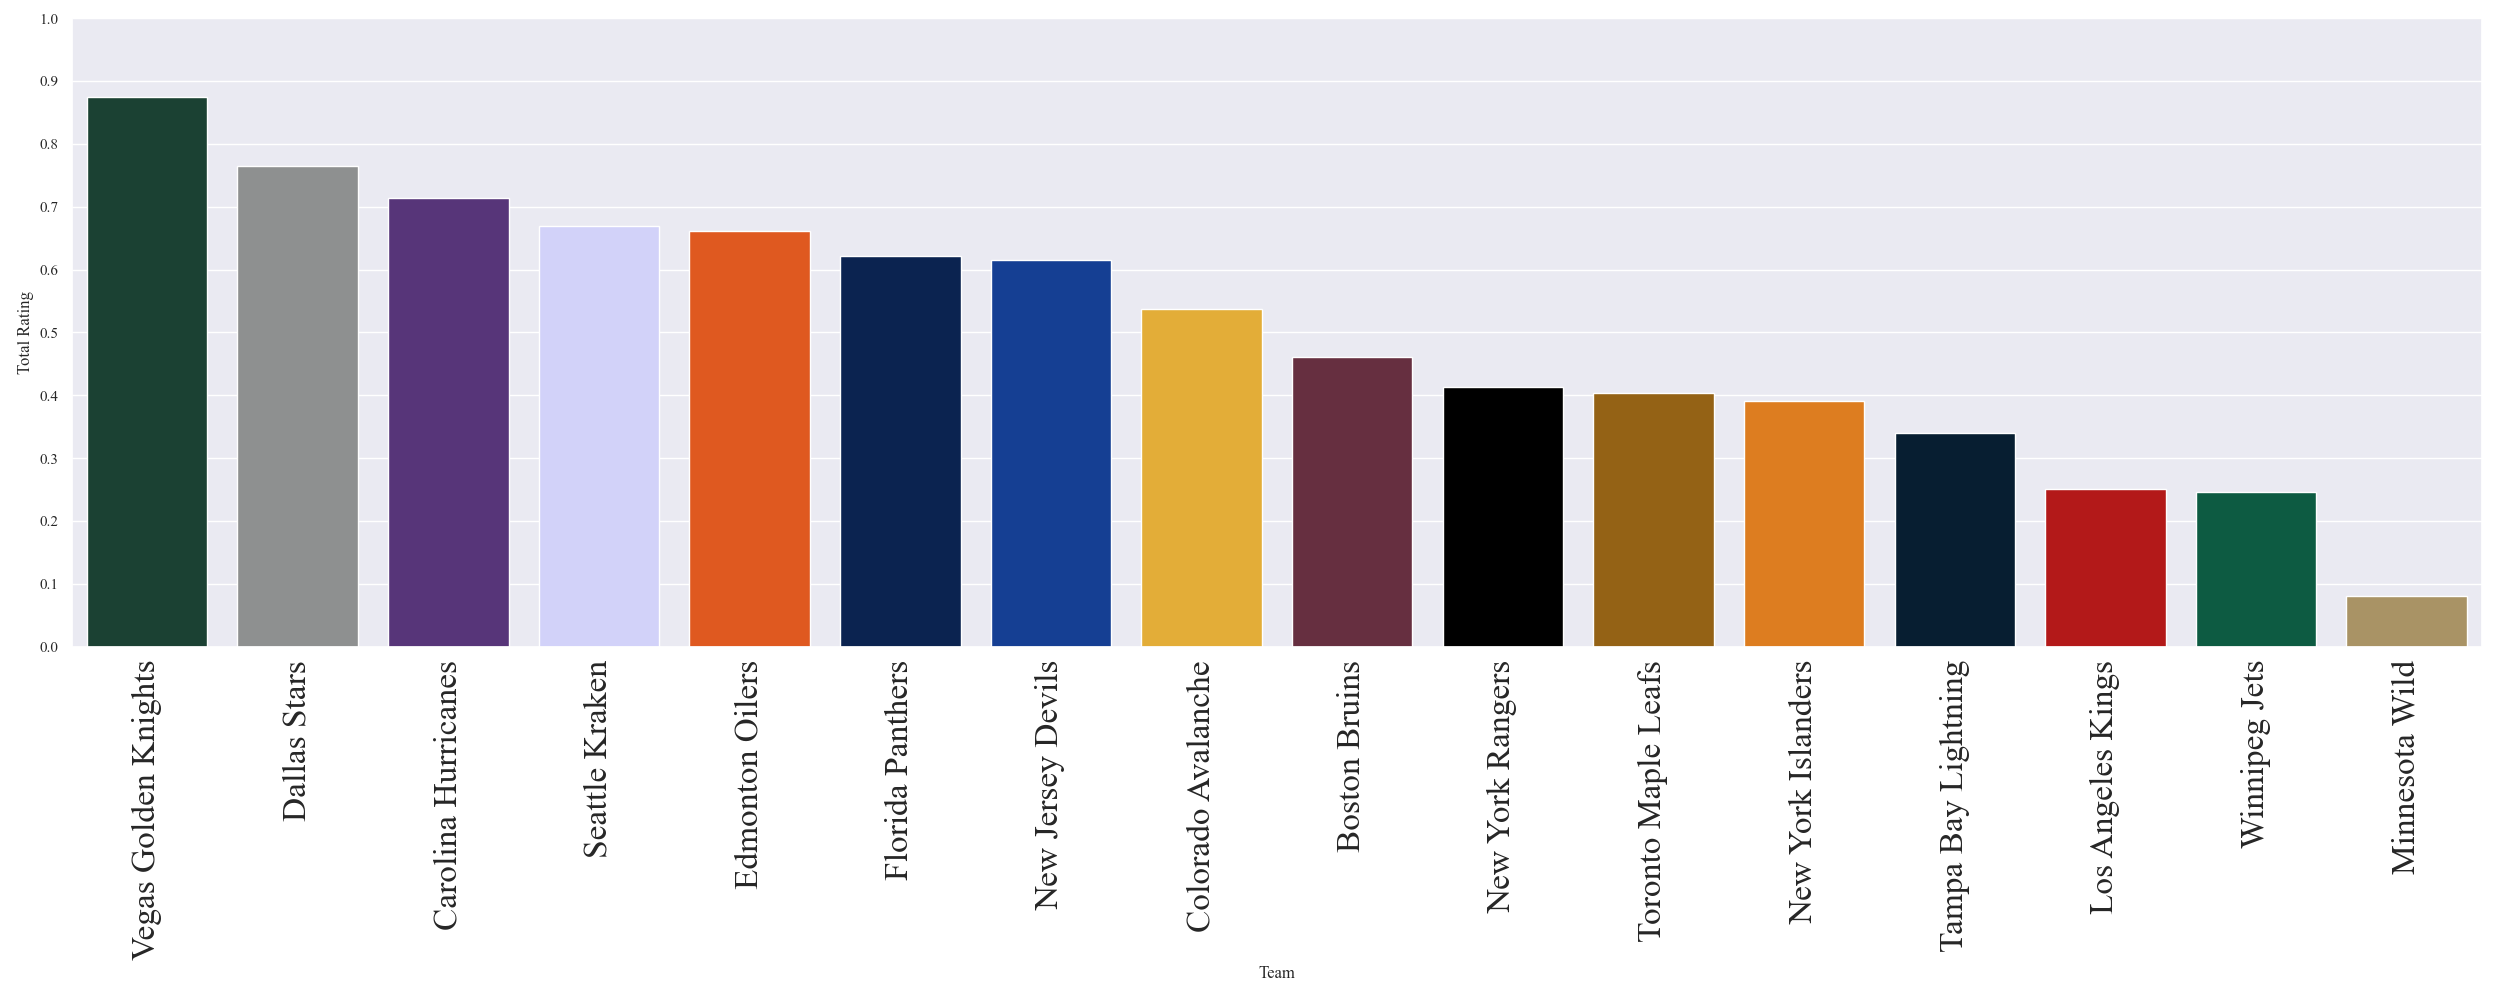 1.0
0.9
0.8
0.7
0.6
0.5
0.4
0.3
0.2
0.1
0.0
Total Rating
Vegas Golden Knights
Dallas Stars
Carolina Hurricanes
Seattle Kraken
Edmonton Oilers
Florida Panthers
New Jersey Devils
Colorado Avalanche
Boston Bruins
New York Rangers
Toronto Maple Leafs
New York Islanders
Tampa Bay Lightning
Los Angeles Kings
Winnipeg Jets
Minnesota Wild
Team